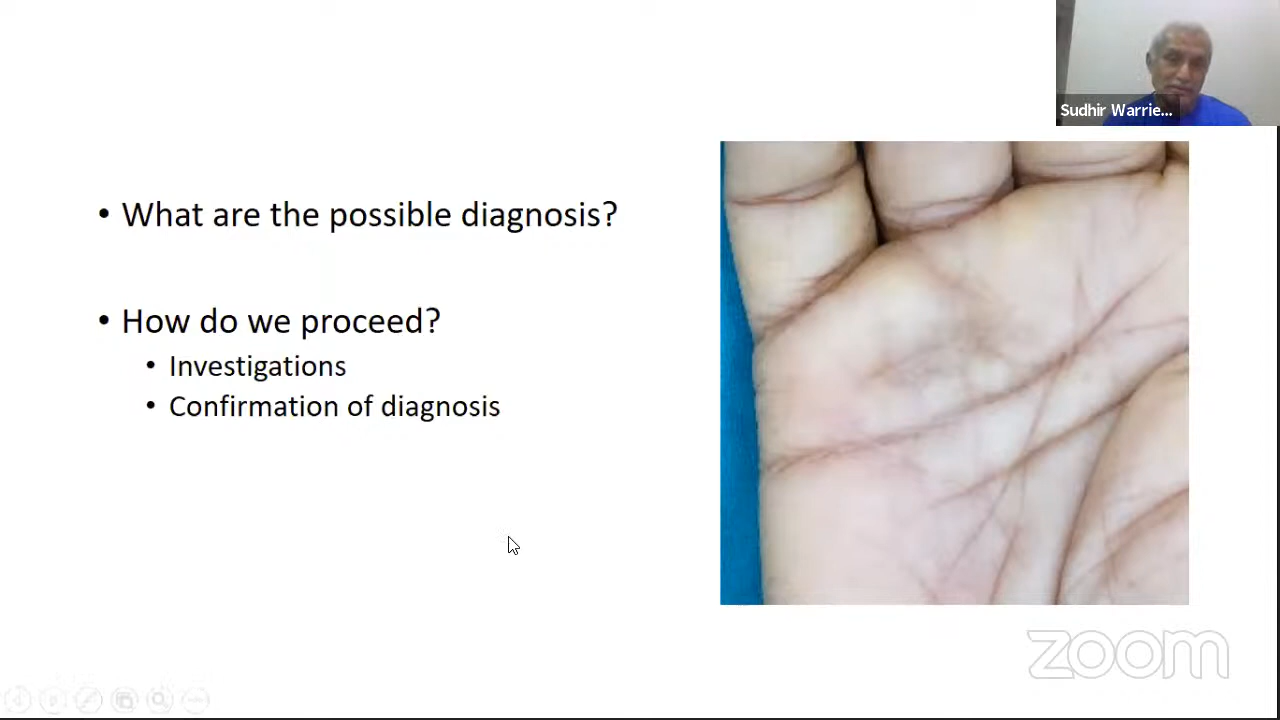 Sudhir Warrie...
• What are the possible diagnosis?
• How do we proceed?
• Investigations
• Confirmation of diagnosis
zoom